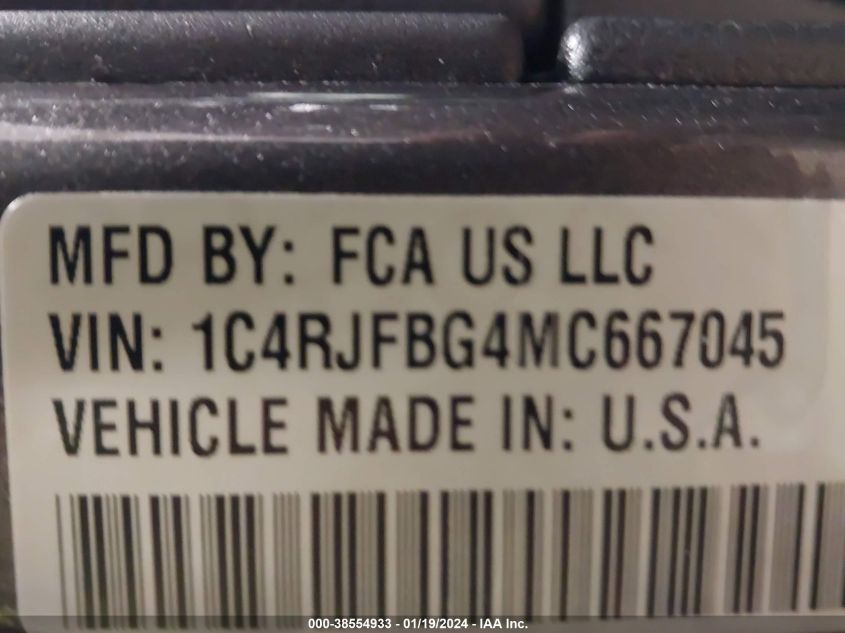 MFD BY: FCA US LLC
VIN: 1C4RJFBG4MC667045
VEHICLE MADE IN: U.S.A.
000-38554933 - 01/19/2024 - IAA Inc.